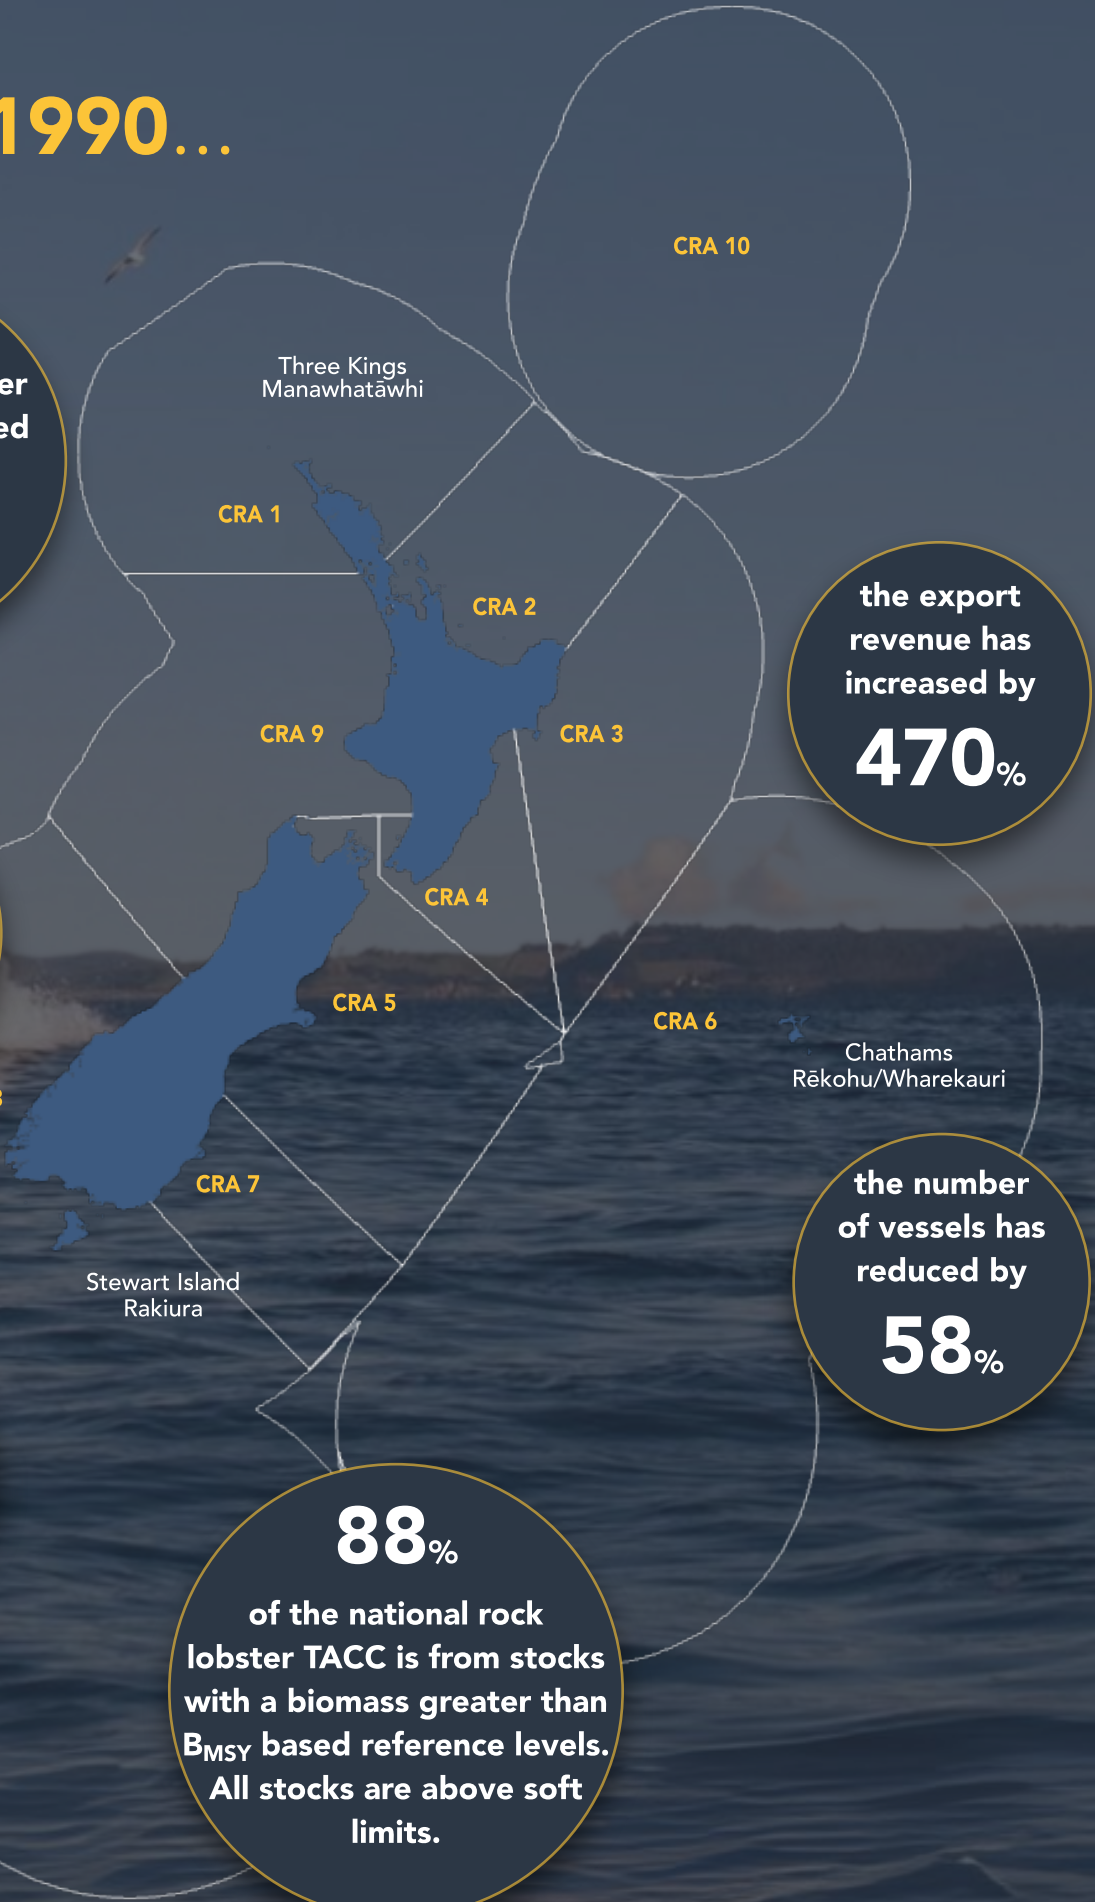 1990...
CRA 10
Three Kings
Manawhatāwhi
CRA 1
the export
revenue has
increased by
470%
CRA 2
CRA 9
CRA 3
CRA 4
CRA 5
CRA 6
Chathams
Rēkohu/Wharekauri
CRA 7
the number
of vessels has
reduced by
58%
Stewart Island
Rakiura
88%
of the national rock
lobster TACC is from stocks
with a biomass greater than
BMSY based reference levels.
All stocks are above soft
limits.